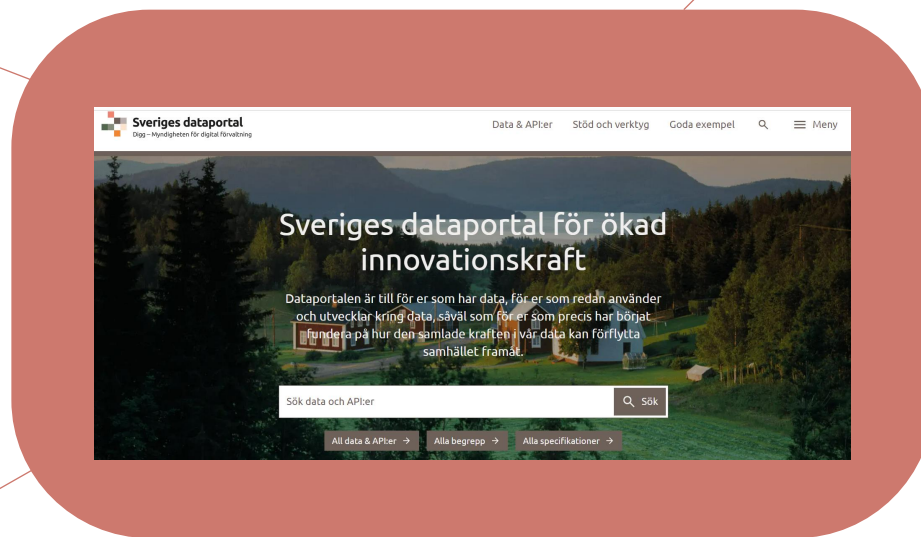 Sveriges dataportal
Digg – Myndigheten för digital förvaltning
Data & API:er
Stöd och verktyg
Goda exempel
Meny
Sveriges dataportal för ökad
innovationskraft
Dataportalen är till för er som har data, för er som redan använder
och utvecklar kring data, såväl som för er som precis har börjat
fundera på hur den samlade kraften i vår data kan förflytta
samhället framåt.
Sök data och API:er
Sök
All data & API:er →
Alla begrepp →
Alla specifikationer →